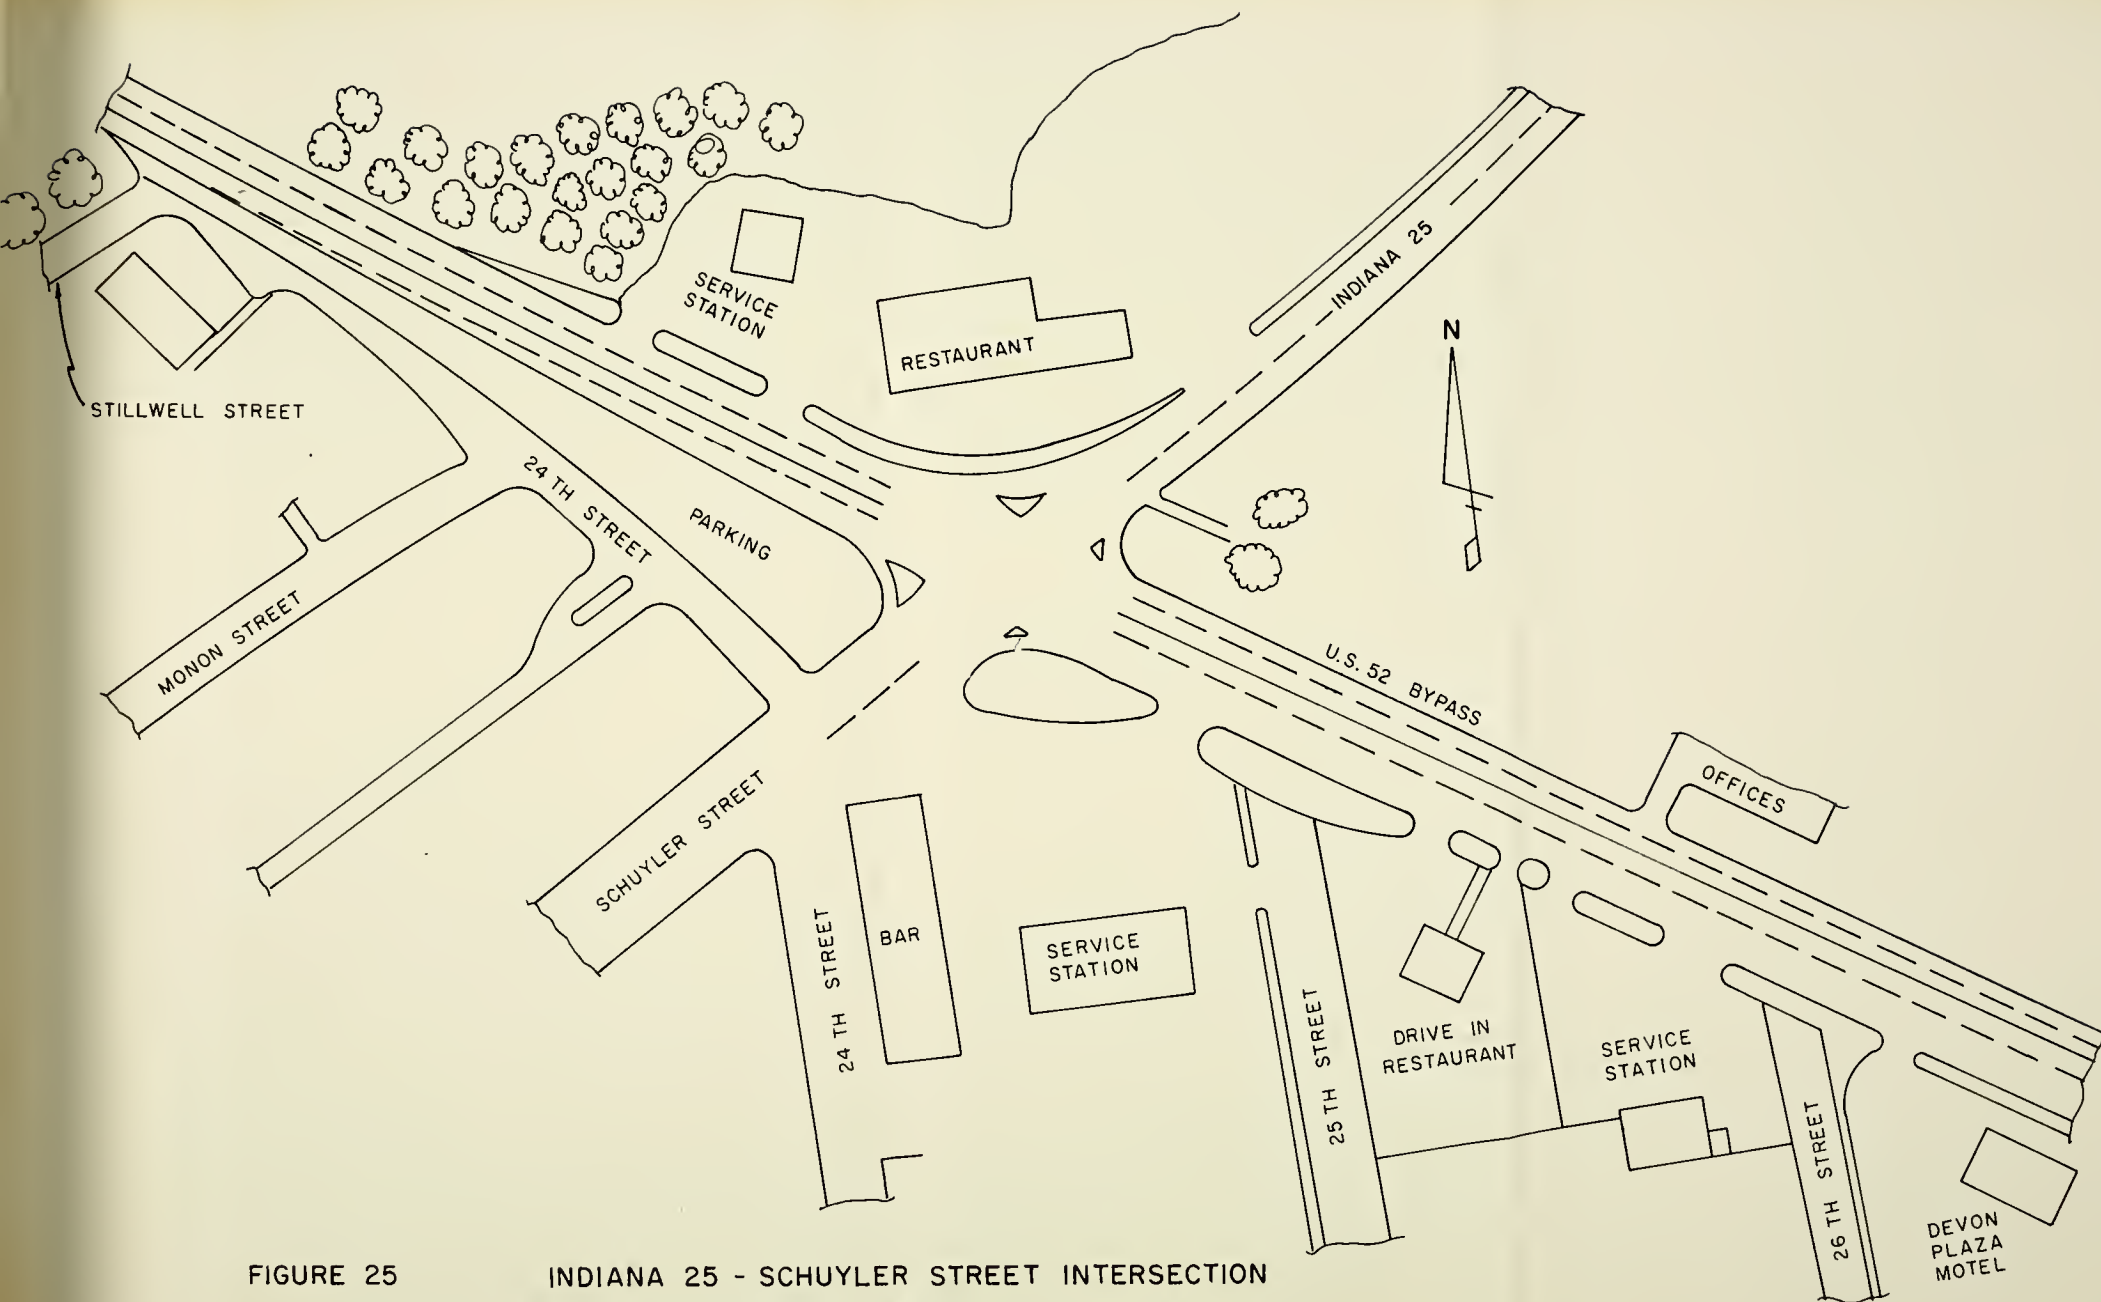 SERVICE
STATION
RESTAURANT
INDIANA 25
N
STILLWELL STREET
24 TH STREET
PARKING
MONON STREET
U.S. 52 BYPASS
OFFICES
SCHUYLER STREET
24 TH STREET
BAR
SERVICE
STATION
25 TH STREET
DRIVE IN
RESTAURANT
SERVICE
STATION
26 TH STREET
DEVON
PLAZA
MOTEL
FIGURE 25 INDIANA 25 - SCHUYLER STREET INTERSECTION